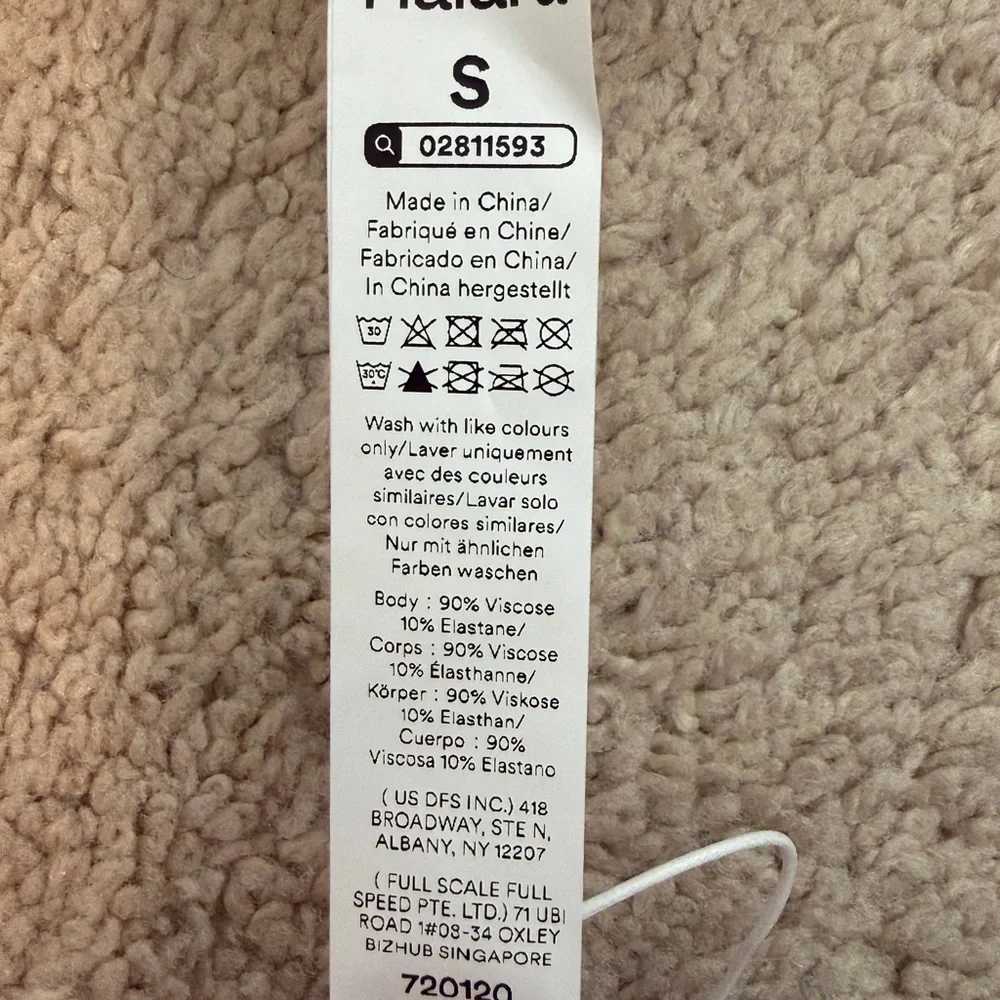 Halara
S
02811593
Made in China/
Fabriqué en Chine/
Fabricado en China/
In China hergestellt
30
30°C
Wash with like colours
only/Laver uniquement
avec des couleurs
similaires/Lavar solo
con colores similares/
Nur mit ähnlichen
Farben waschen
Body : 90% Viscose
10% Elastane/
Corps : 90% Viscose
10% Élasthanne/
Körper : 90% Viskose
10% Elasthan/
Cuerpo : 90%
Viscosa 10% Elastano
( US DFS INC.) 418
BROADWAY, STE N,
ALBANY, NY 12207
( FULL SCALE FULL
SPEED PTE. LTD.) 71 UBI
ROAD 1#08-34 OXLEY
BIZHUB SINGAPORE
720120